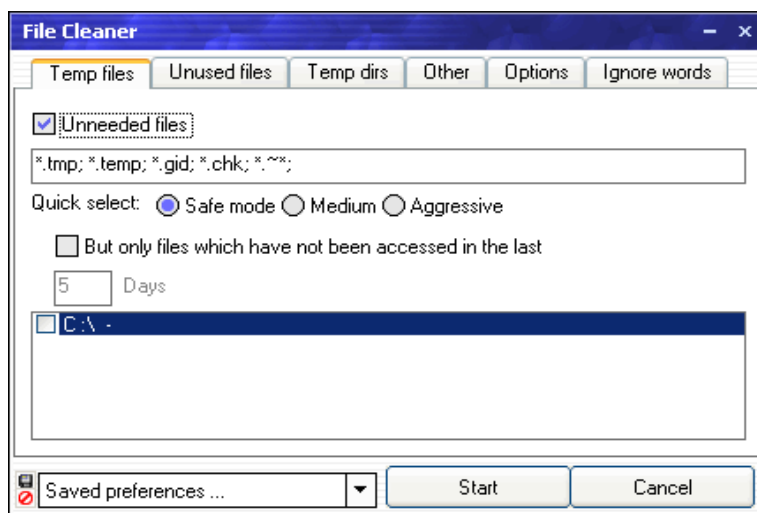 File Cleaner
Temp files Unused files Temp dirs Other Options Ignore words
Unneeded files
*.tmp; *.temp; *.gid; *.chk; *.~*;
Quick select: Safe mode Medium Aggressive
But only files which have not been accessed in the last
5 Days
C:\ -
Saved preferences ... Start Cancel